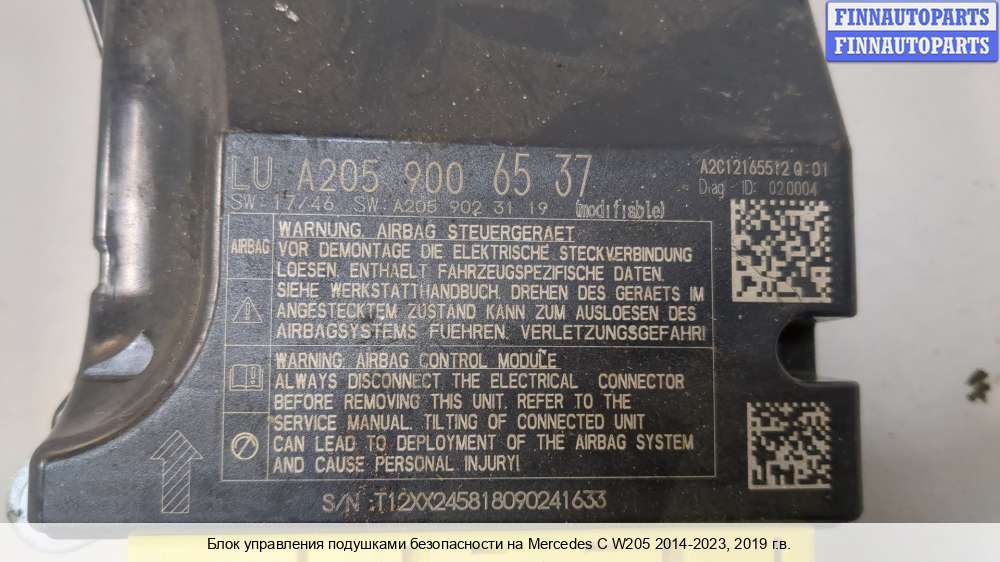 FINNAUTOPARTS
FINNAUTOPARTS
LU A205 900 65 37
A2C12165512 Q:01
Diag - ID: 020004
SW: 17/46 SW: A205 902 31 19 (modifiable)
AIRBAG
WARNUNG. AIRBAG STEUERGERAET
VOR DEMONTAGE DIE ELEKTRISCHE STECKVERBINDUNG
LOESEN. ENTHAELT FAHRZEUGSPEZIFISCHE DATEN.
SIEHE WERKSTATTHANDBUCH. DREHEN DES GERAETS IM
ANGESTECKTEM ZUSTAND KANN ZUM AUSLOESEN DES
AIRBAGSYSTEMS FUEHREN. VERLETZUNGSGEFAHR!
WARNING. AIRBAG CONTROL MODULE
ALWAYS DISCONNECT THE ELECTRICAL CONNECTOR
BEFORE REMOVING THIS UNIT. REFER TO THE
SERVICE MANUAL. TILTING OF CONNECTED UNIT
CAN LEAD TO DEPLOYMENT OF THE AIRBAG SYSTEM
AND CAUSE PERSONAL INJURY!
S/N :T12XX245818090241633
Блок управления подушками безопасности на Mercedes C W205 2014-2023, 2019 г.в.